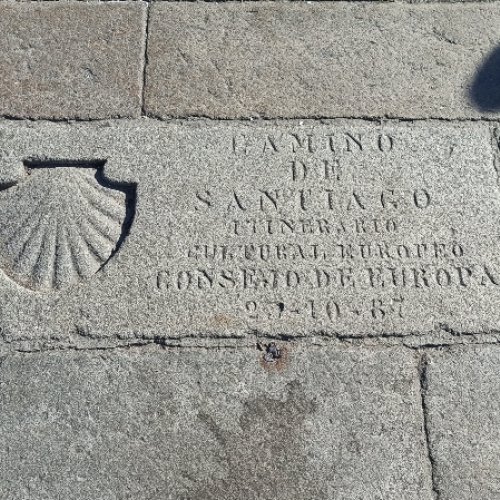 CAMINO
DE
SANTIAGO
ITINERARIO
CULTURAL EUROPEO
CONSEJO·DE·EUROPA
23-10-87